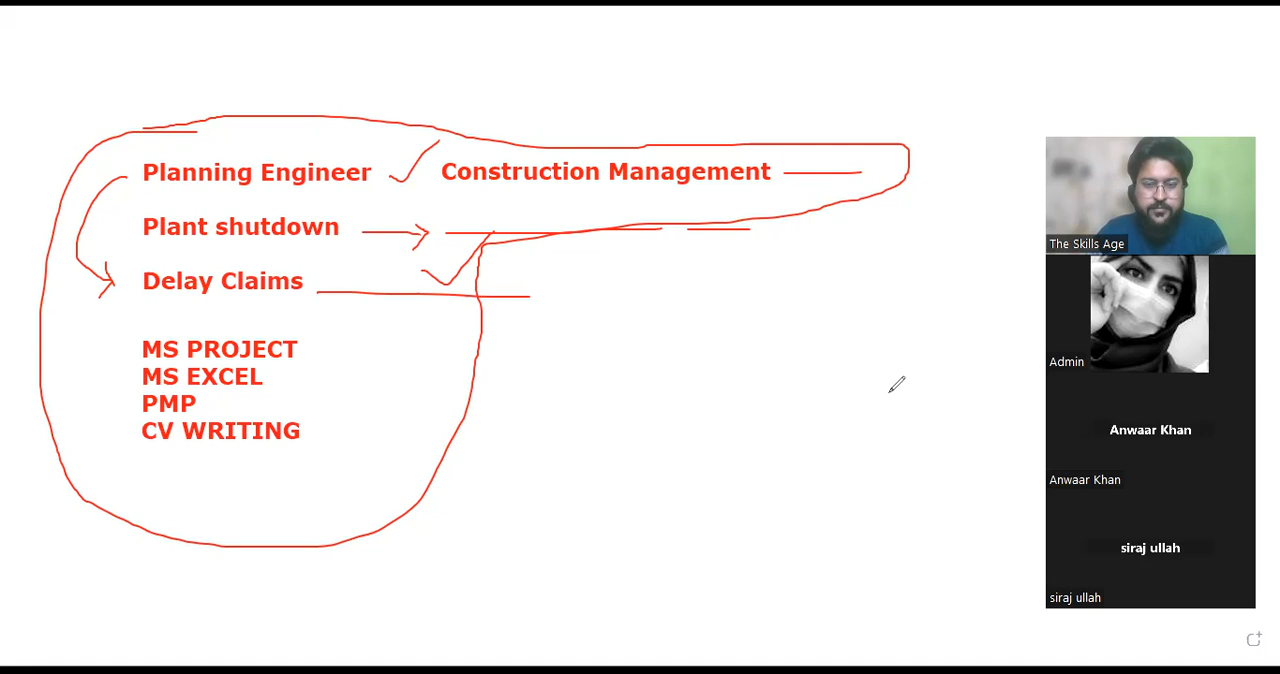 Planning Engineer Construction Management
Plant shutdown
Delay Claims
MS PROJECT
MS EXCEL
PMP
CV WRITING
The Skills Age
Admin
Anwaar Khan
Anwaar Khan
siraj ullah
siraj ullah